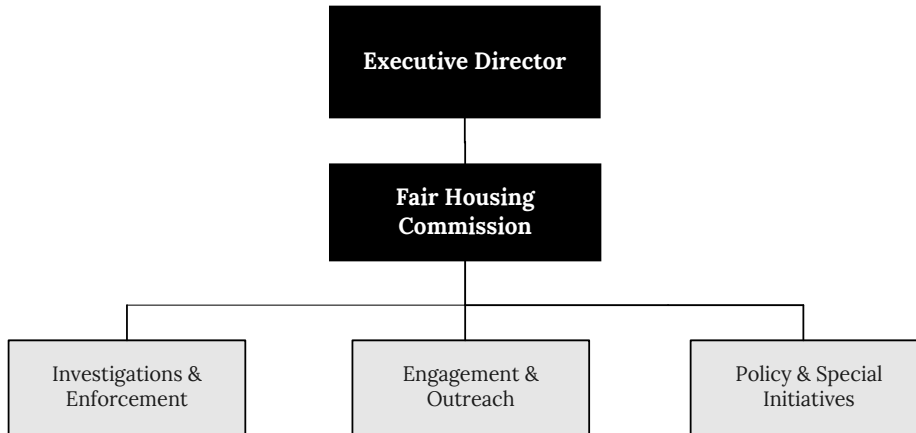 Executive Director
Fair Housing
Commission
Investigations &
Enforcement
Engagement &
Outreach
Policy & Special
Initiatives